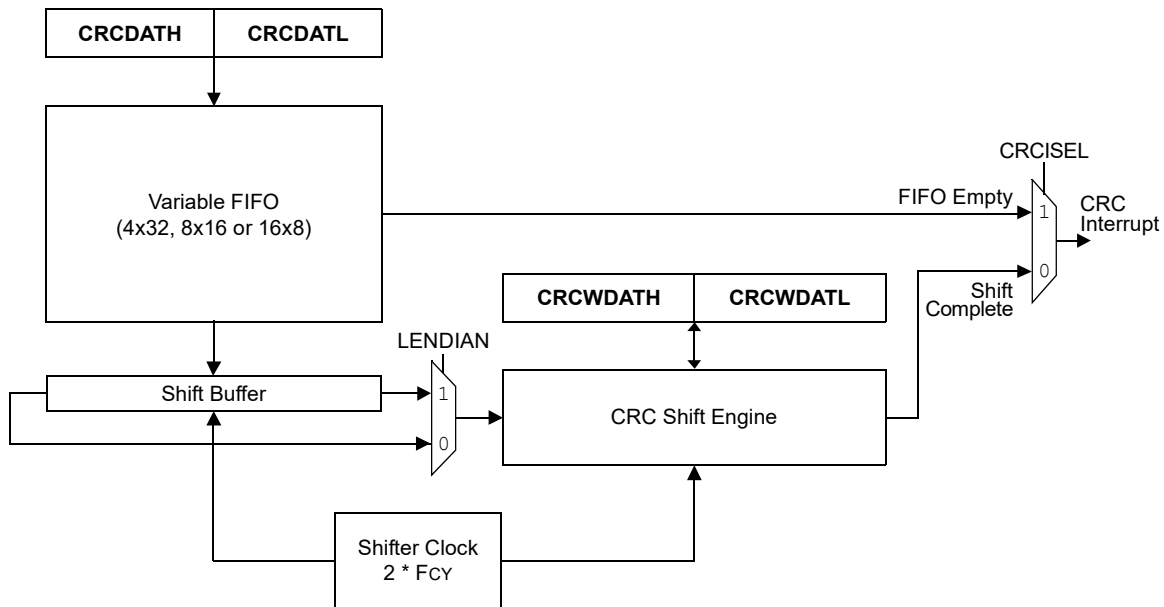 CRCDATH CRCDATL
Variable FIFO
(4x32, 8x16 or 16x8)
FIFO Empty
CRCISEL
1
0
CRC
Interrupt
Shift
Complete
CRCWDATH CRCWDATL
LENDIAN
Shift Buffer
1
0
CRC Shift Engine
Shifter Clock
2 * FCY